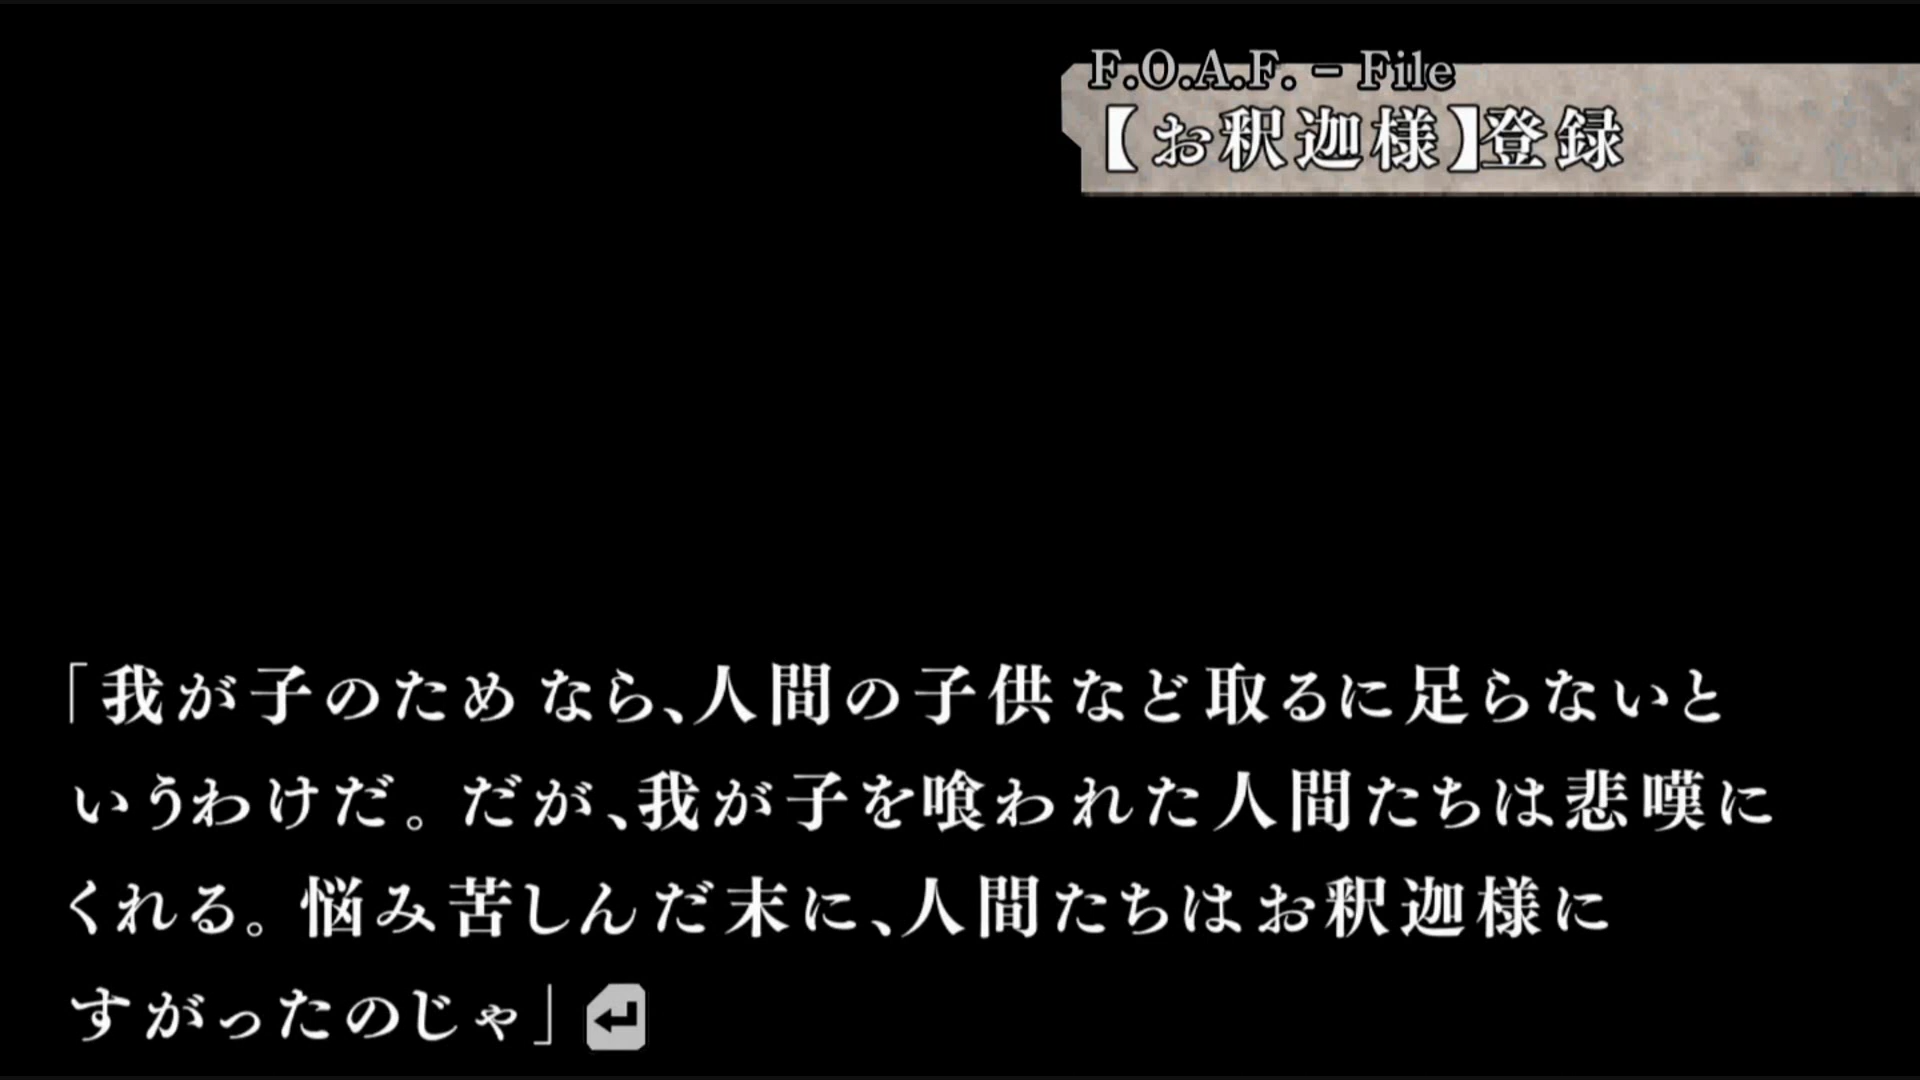 F.O.A.F. – File
【お釈迦様】登録
「我が子のためなら、人間の子供など取るに足らないと
いうわけだ。だが、我が子を喰われた人間たちは悲嘆に
くれる。悩み苦しんだ末に、人間たちはお釈迦様に
すがったのじゃ」